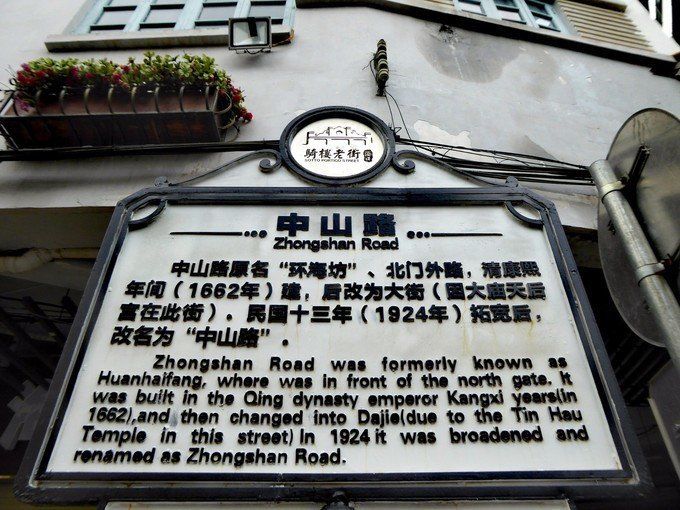 骑楼老街
SOTTO PORTICO STREET
中山路
Zhongshan Road
中山路原名“环海坊”、北门外路，清康熙
年间（1662年）建，后改为大街（因大庙天后
宫在此街）．民国十三年（1924年）拓宽后，
改名为“中山路”．
Zhongshan Road was formerly known as
Huanhaifang, where was in front of the north gate. It
was built in the Qing dynasty emperor Kangxi years(in
1662),and then changed into Dajie(due to the Tin Hau
Temple in this street) In 1924 it was broadened and
renamed as Zhongshan Road.